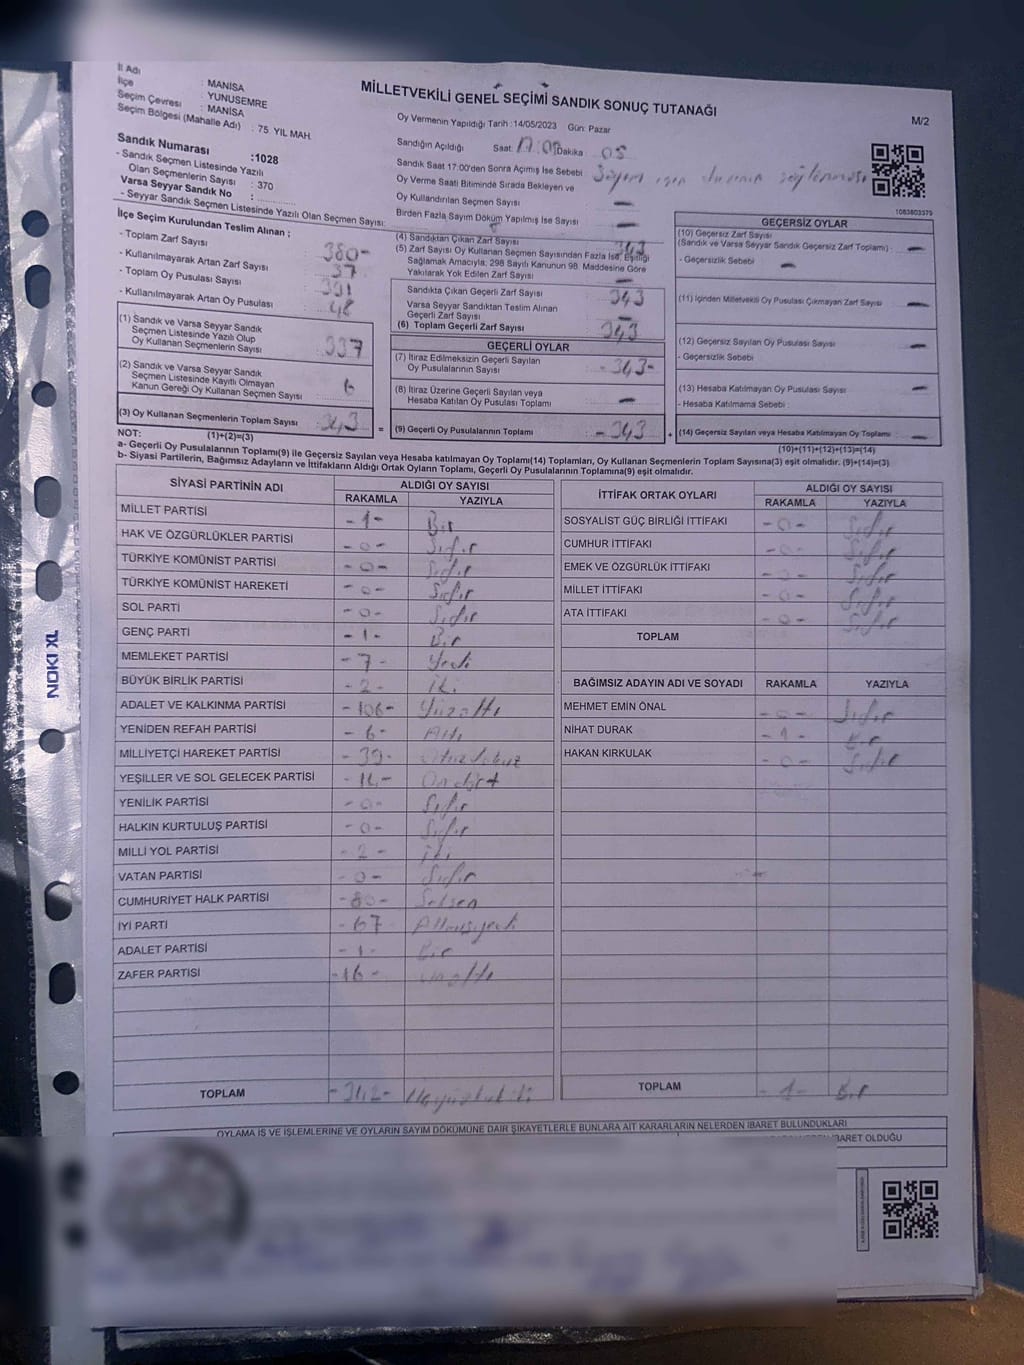 İl Adı : MANİSA
İlçe : YUNUSEMRE
Seçim Çevresi : MANİSA
Seçim Bölgesi (Mahalle Adı) : 75 YIL MAH.
MİLLETVEKİLİ GENEL SEÇİMİ SANDIK SONUÇ TUTANAĞI
M/2
Oy Vermenin Yapıldığı Tarih :14/05/2023 Gün: Pazar
Sandık Numarası :1028
- Sandık Seçmen Listesinde Yazılı
Olan Seçmenlerin Sayısı : 370
Varsa Seyyar Sandık No :
- Seyyar Sandık Seçmen Listesinde Yazılı Olan Seçmen Sayısı:
Sandığın Açıldığı Saat: 17:05 Dakika 05
Sandık Saat 17:00'den Sonra Açılmış İse Sebebi Sayım için
Oy Verme Saati Bitiminde Sırada Bekleyen ve
Oy Kullandırılan Seçmen Sayısı —
Birden Fazla Sayım Döküm Yapılmış İse Sayısı —
1083803379
İlçe Seçim Kurulundan Teslim Alınan ;
- Toplam Zarf Sayısı 380-
- Kullanılmayarak Artan Zarf Sayısı 37
- Toplam Oy Pusulası Sayısı 391
- Kullanılmayarak Artan Oy Pusulası 48
(1) Sandık ve Varsa Seyyar Sandık
Seçmen Listesinde Yazılı Olup
Oy Kullanan Seçmenlerin Sayısı 337
(2) Sandık ve Varsa Seyyar Sandık
Seçmen Listesinde Kayıtlı Olmayan
Kanun Gereği Oy Kullanan Seçmen Sayısı 6
(3) Oy Kullanan Seçmenlerin Toplam Sayısı 343 =
(4) Sandıktan Çıkan Zarf Sayısı 343
(5) Zarf Sayısı Oy Kullanan Seçmen Sayısından Fazla İse, Eşitliği
Sağlamak Amacıyla; 298 Sayılı Kanunun 98. Maddesine Göre
Yakılarak Yok Edilen Zarf Sayısı —
Sandıkta Çıkan Geçerli Zarf Sayısı 343
Varsa Seyyar Sandıktan Teslim Alınan
Geçerli Zarf Sayısı —
(6) Toplam Geçerli Zarf Sayısı 343
GEÇERLİ OYLAR
(7) İtiraz Edilmeksizin Geçerli Sayılan
Oy Pusulasının Sayısı -343-
(8) İtiraz Üzerine Geçerli Sayılan veya
Hesaba Katılan Oy Pusulası Toplamı —
(9) Geçerli Oy Pusulalarının Toplamı -343 +
GEÇERSİZ OYLAR
(10) Geçersiz Zarf Sayısı
(Sandık ve Varsa Seyyar Sandık Geçersiz Zarf Toplamı) : —
- Geçersizlik Sebebi —
(11) İçinden Milletvekili Oy Pusulası Çıkmayan Zarf Sayısı —
(12) Geçersiz Sayılan Oy Pusulası Sayısı —
- Geçersizlik Sebebi
(13) Hesaba Katılmayan Oy Pusulası Sayısı —
- Hesaba Katılmama Sebebi :
(14) Geçersiz Sayılan veya Hesaba Katılmayan Oy Toplamı —
NOT: (1)+(2)=(3)
(10)+(11)+(12)+(13)=(14)
a- Geçerli Oy Pusulalarının Toplamı(9) ile Geçersiz Sayılan veya Hesaba katılmayan Oy Toplamı(14) Toplamları, Oy Kullanan Seçmenlerin Toplam Sayısına(3) eşit olmalıdır. (9)+(14)=(3)
b- Siyasi Partilerin, Bağımsız Adayların ve İttifakların Aldığı Ortak Oyların Toplamı, Geçerli Oy Pusulalarının Toplamına(9) eşit olmalıdır.
SİYASİ PARTİNİN ADI ALDIĞI OY SAYISI
RAKAMLA YAZIYLA
MİLLET PARTİSİ -1- Bir
HAK VE ÖZGÜRLÜKLER PARTİSİ -0- Sıfır
TÜRKİYE KOMÜNİST PARTİSİ -0- Sıfır
TÜRKİYE KOMÜNİST HAREKETİ -0- Sıfır
SOL PARTİ -0- Sıfır
GENÇ PARTİ -1- Bir
MEMLEKET PARTİSİ -7- Yedi
BÜYÜK BİRLİK PARTİSİ -2- İki
ADALET VE KALKINMA PARTİSİ -106- Yüzaltı
YENİDEN REFAH PARTİSİ -6- Altı
MİLLİYETÇİ HAREKET PARTİSİ -39- Otuzdokuz
YEŞİLLER VE SOL GELECEK PARTİSİ -14- Ondört
YENİLİK PARTİSİ -0- Sıfır
HALKIN KURTULUŞ PARTİSİ -0- Sıfır
MİLLİ YOL PARTİSİ -2- İki
VATAN PARTİSİ -0- Sıfır
CUMHURİYET HALK PARTİSİ -80- Seksen
İYİ PARTİ -67 Altmışyedi
ADALET PARTİSİ -1- Bir
ZAFER PARTİSİ -16- Onaltı
TOPLAM -342- Üçyüzkırkiki
İTTİFAK ORTAK OYLARI ALDIĞI OY SAYISI
RAKAMLA YAZIYLA
SOSYALİST GÜÇ BİRLİĞİ İTTİFAKI -0- Sıfır
CUMHUR İTTİFAKI -0- Sıfır
EMEK VE ÖZGÜRLÜK İTTİFAKI -0- Sıfır
MİLLET İTTİFAKI -0- Sıfır
ATA İTTİFAKI -0- Sıfır
TOPLAM
BAĞIMSIZ ADAYIN ADI VE SOYADI RAKAMLA YAZIYLA
MEHMET EMİN ÖNAL -0- Sıfır
NİHAT DURAK -1- Bir
HAKAN KIRKULAK -0- Sıfır
TOPLAM -1- Bir
OYLAMA İŞ VE İŞLEMLERİNE VE OYLARIN SAYIM DÖKÜMÜNE DAİR ŞİKAYETLERLE BUNLARA AİT KARARLARIN NELERDEN İBARET BULUNDUKLARI
İBARET OLDUĞU
NOKI XL